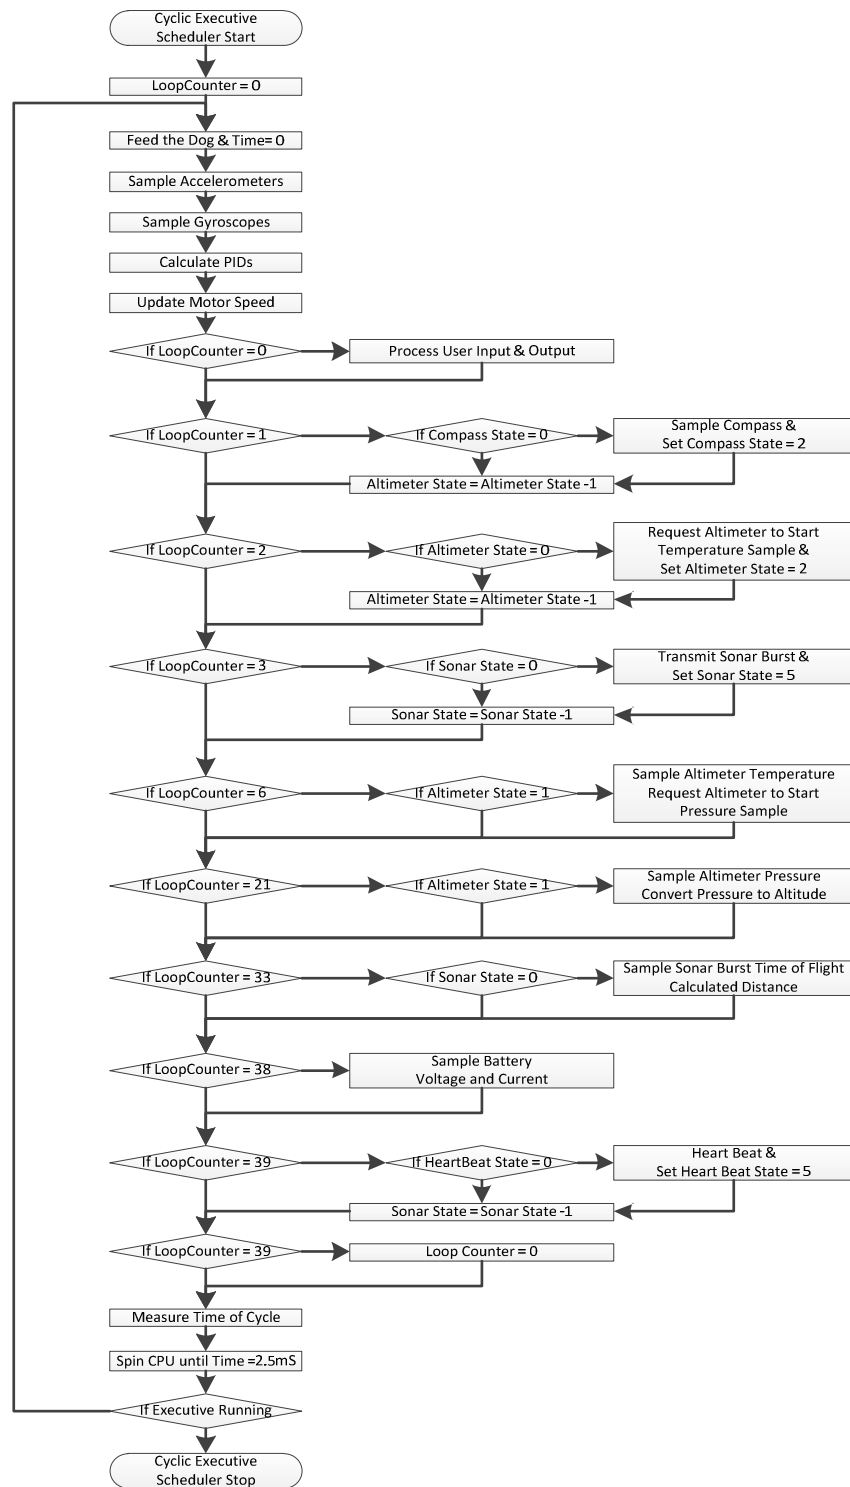 Cyclic Executive
Scheduler Start
LoopCounter = 0
Feed the Dog & Time= 0
Sample Accelerometers
Sample Gyroscopes
Calculate PIDs
Update Motor Speed
If LoopCounter = 0
Process User Input & Output
If LoopCounter = 1
If Compass State = 0
Sample Compass &
Set Compass State = 2
Altimeter State = Altimeter State -1
If LoopCounter = 2
If Altimeter State = 0
Request Altimeter to Start
Temperature Sample &
Set Altimeter State = 2
Altimeter State = Altimeter State -1
If LoopCounter = 3
If Sonar State = 0
Transmit Sonar Burst &
Set Sonar State = 5
Sonar State = Sonar State -1
If LoopCounter = 6
If Altimeter State = 1
Sample Altimeter Temperature
Request Altimeter to Start
Pressure Sample
If LoopCounter = 21
If Altimeter State = 1
Sample Altimeter Pressure
Convert Pressure to Altitude
If LoopCounter = 33
If Sonar State = 0
Sample Sonar Burst Time of Flight
Calculated Distance
If LoopCounter = 38
Sample Battery
Voltage and Current
If LoopCounter = 39
If HeartBeat State = 0
Heart Beat &
Set Heart Beat State = 5
Sonar State = Sonar State -1
If LoopCounter = 39
Loop Counter = 0
Measure Time of Cycle
Spin CPU until Time =2.5mS
If Executive Running
Cyclic Executive
Scheduler Stop